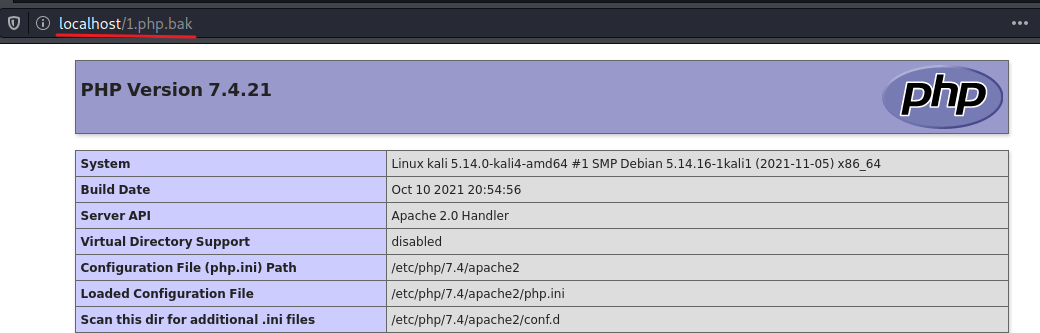 localhost/1.php.bak
PHP Version 7.4.21
php
System Linux kali 5.14.0-kali4-amd64 #1 SMP Debian 5.14.16-1kali1 (2021-11-05) x86_64
Build Date Oct 10 2021 20:54:56
Server API Apache 2.0 Handler
Virtual Directory Support disabled
Configuration File (php.ini) Path /etc/php/7.4/apache2
Loaded Configuration File /etc/php/7.4/apache2/php.ini
Scan this dir for additional .ini files /etc/php/7.4/apache2/conf.d